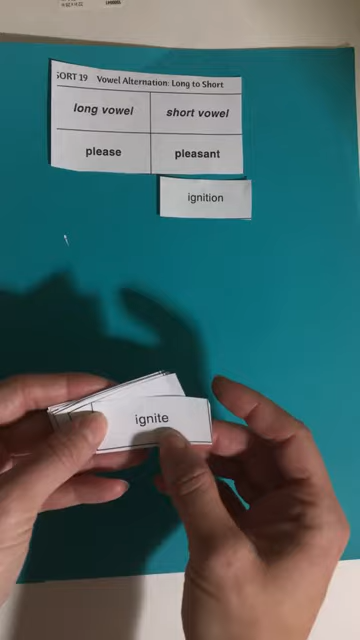 SORT 19 Vowel Alternation: Long to Short
long vowel short vowel
please pleasant
ignition
ignite